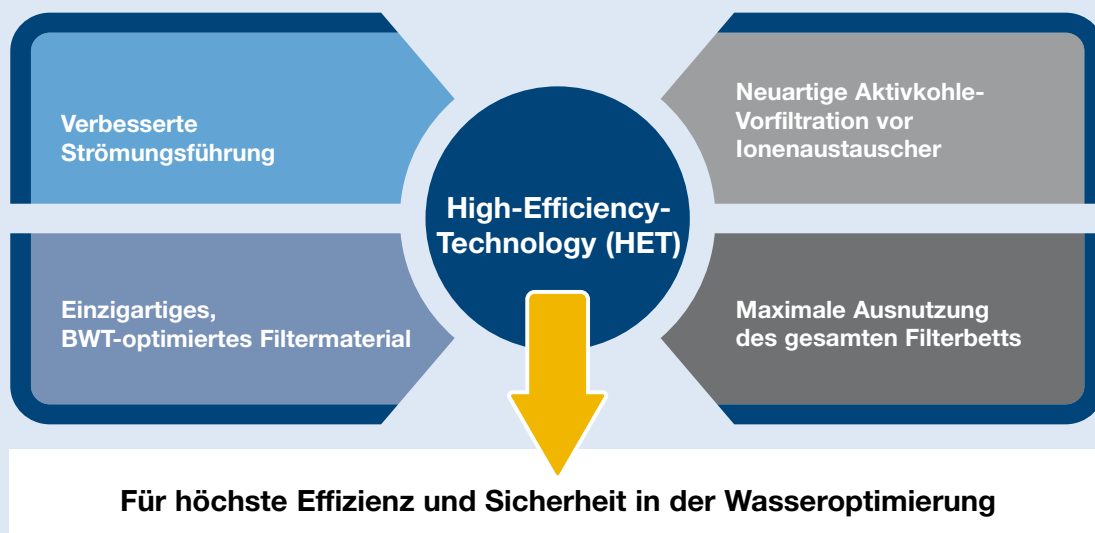 Verbesserte
Strömungsführung
Neuartige Aktivkohle-
Vorfiltration vor
Ionenaustauscher
High-Efficiency-
Technology (HET)
Einzigartiges,
BWT-optimiertes Filtermaterial
Maximale Ausnutzung
des gesamten Filterbetts
Für höchste Effizienz und Sicherheit in der Wasseroptimierung